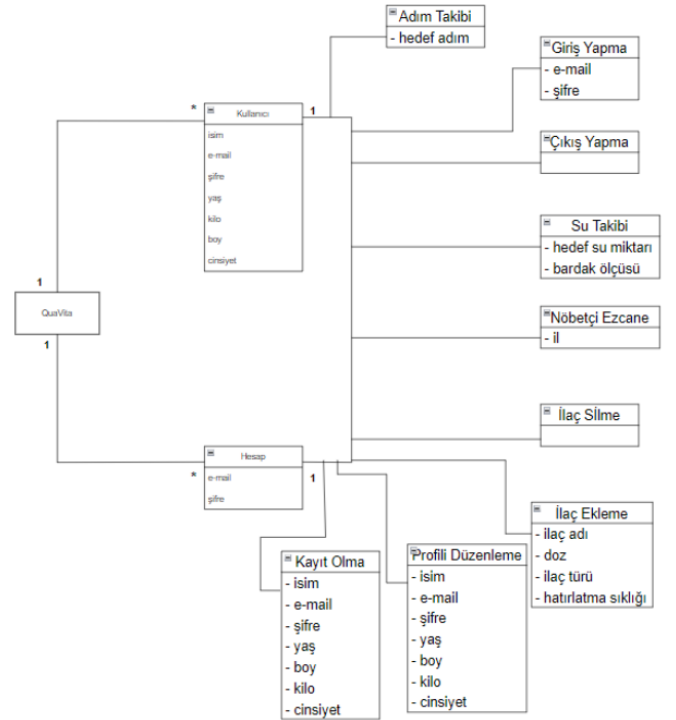 Adım Takibi
- hedef adım
Giriş Yapma
- e-mail
- şifre
* Kullanıcı 1
isim
e-mail
şifre
yaş
kilo
boy
cinsiyet
Çıkış Yapma
Su Takibi
- hedef su miktarı
- bardak ölçüsü
1
QuaVita
1
Nöbetçi Ezcane
- il
İlaç Sİlme
* Hesap 1
e-mail
şifre
İlaç Ekleme
- ilaç adı
- doz
- ilaç türü
- hatırlatma sıklığı
Kayıt Olma
- isim
- e-mail
- şifre
- yaş
- boy
- kilo
- cinsiyet
Profili Düzenleme
- isim
- e-mail
- şifre
- yaş
- boy
- kilo
- cinsiyet